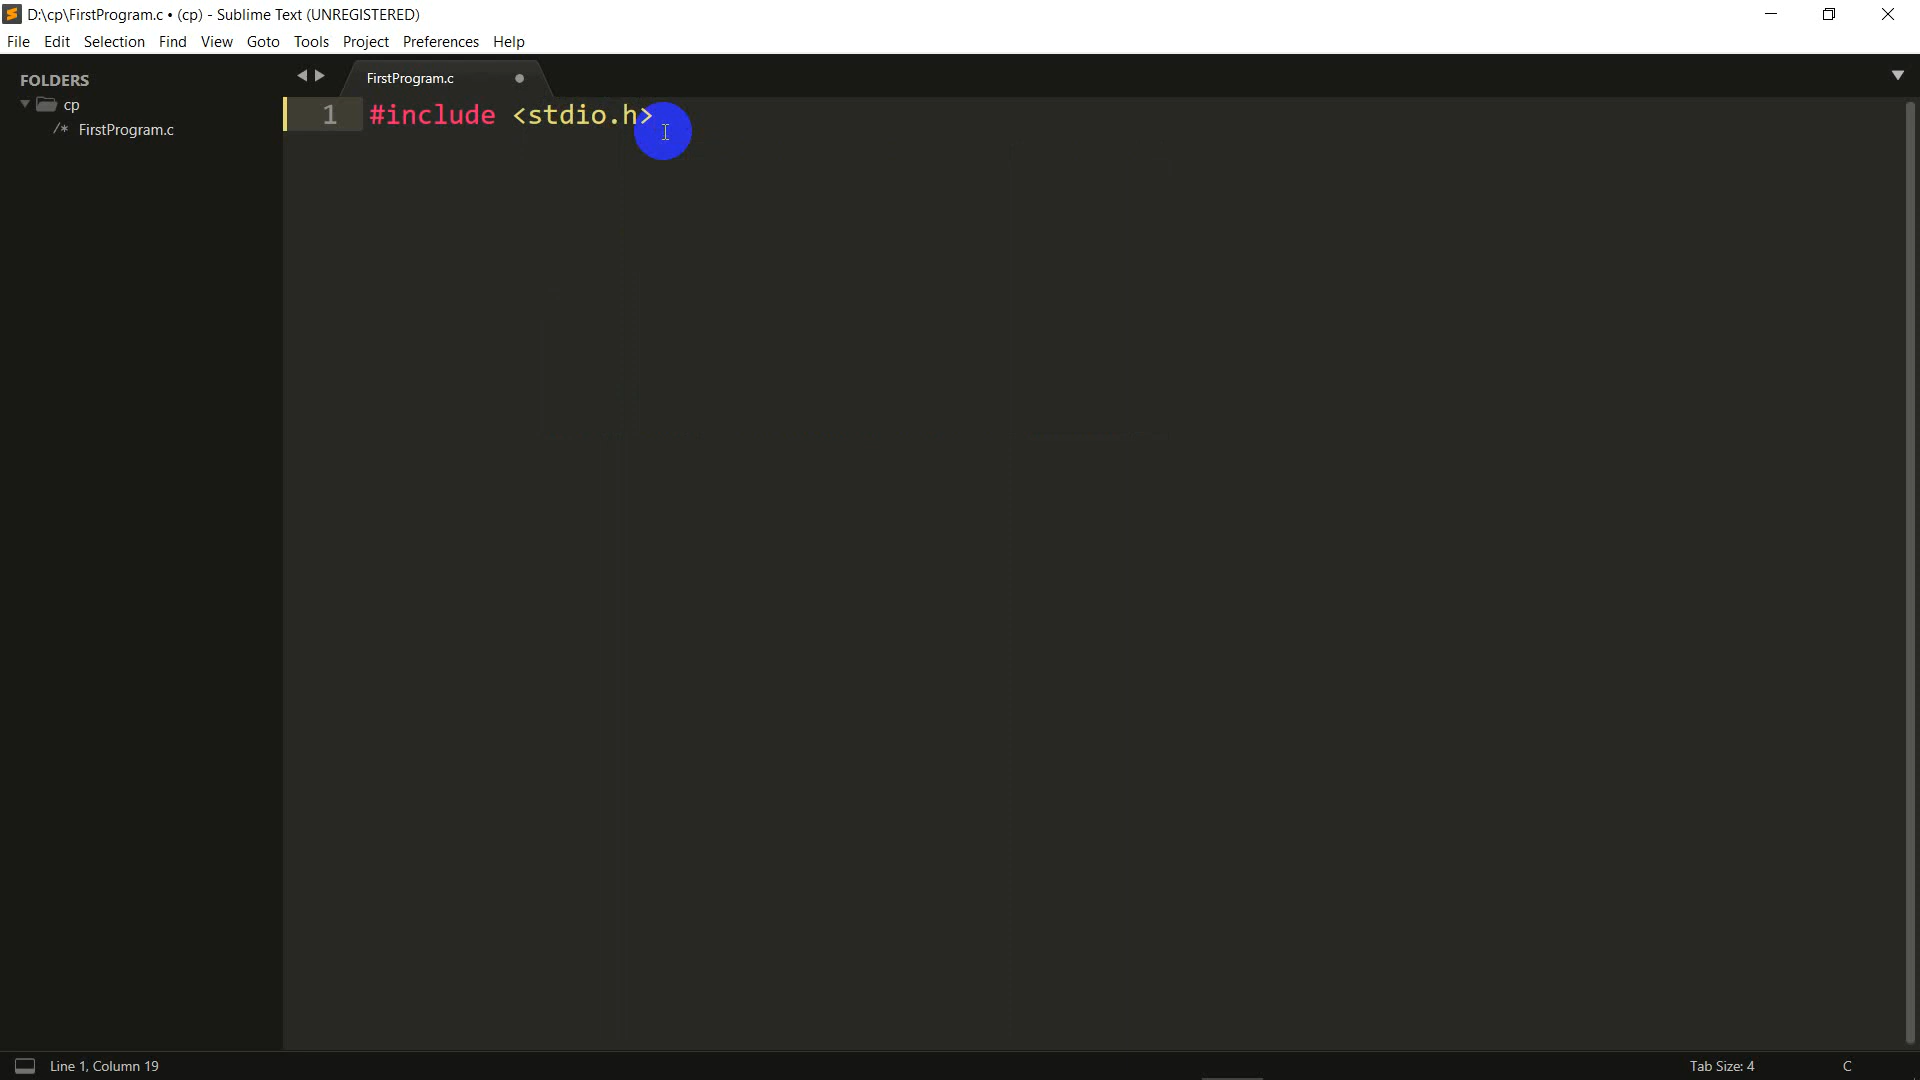 D:\cp\FirstProgram.c • (cp) - Sublime Text (UNREGISTERED)
File Edit Selection Find View Goto Tools Project Preferences Help
FOLDERS
cp
/* FirstProgram.c
FirstProgram.c
1 #include <stdio.h>
Line 1, Column 19
Tab Size: 4
C